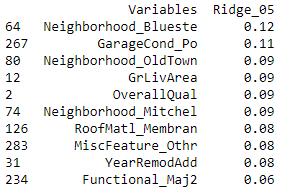 Variables Ridge_05
64 Neighborhood_Blueste 0.12
267 GarageCond_Po 0.11
80 Neighborhood_OldTown 0.09
12 GrLivArea 0.09
2 OverallQual 0.09
74 Neighborhood_Mitchel 0.09
126 RoofMatl_Membran 0.08
283 MiscFeature_Othr 0.08
31 YearRemodAdd 0.08
234 Functional_Maj2 0.06